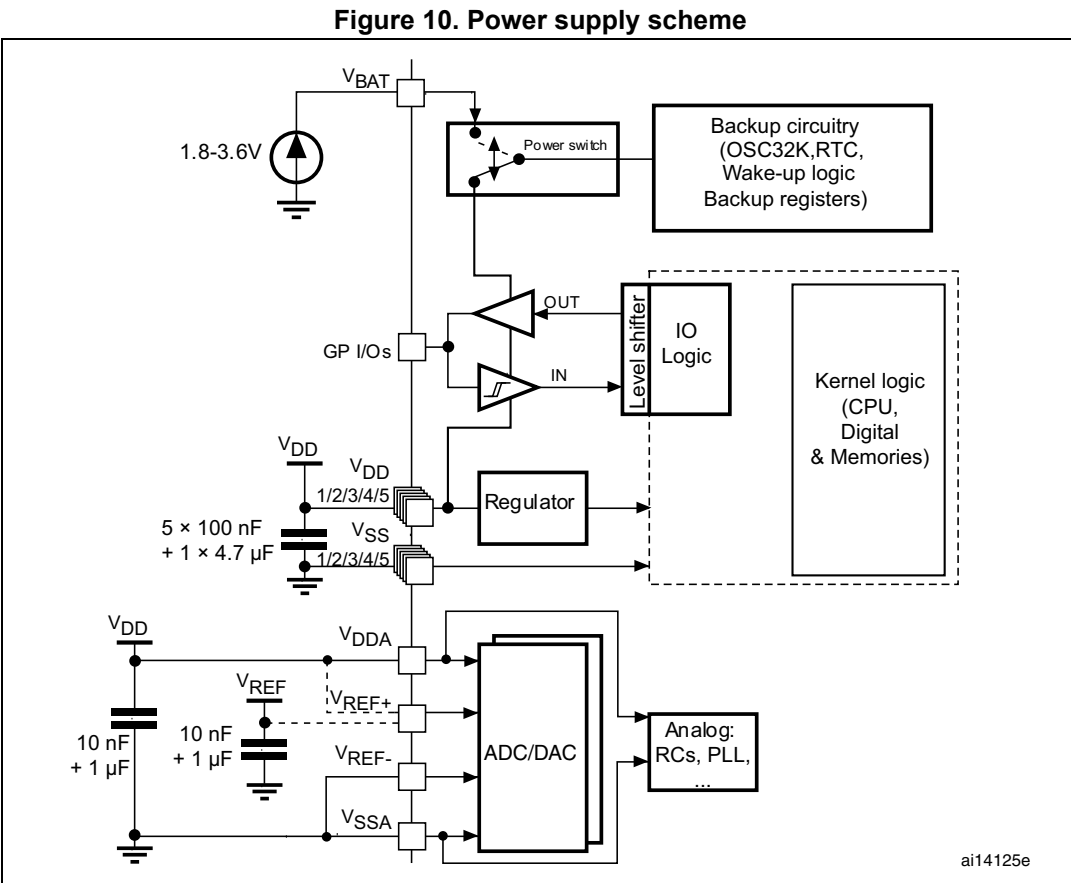 Figure 10. Power supply scheme
VBAT
1.8-3.6V
Power switch
Backup circuitry
(OSC32K,RTC,
Wake-up logic
Backup registers)
GP I/Os
OUT
IN
Level shifter
IO
Logic
Kernel logic
(CPU,
Digital
& Memories)
VDD
VDD
1/2/3/4/5
Regulator
5 × 100 nF
+ 1 × 4.7 µF
VSS
1/2/3/4/5
VDD
VDDA
VREF
VREF+
10 nF
+ 1 µF
10 nF
+ 1 µF
VREF-
VSSA
ADC/DAC
Analog:
RCs, PLL,
...
ai14125e